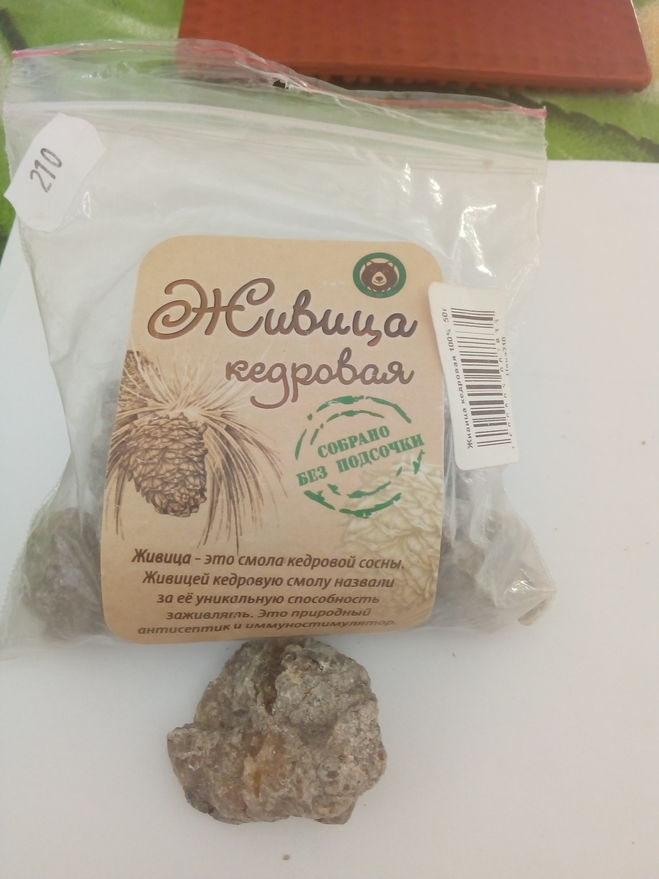 210
Живица
кедровая
СОБРАНО
БЕЗ ПОДСОЧКИ
Живица - это смола кедровой сосны.
Живицей кедровую смолу назвали
за её уникальную способность
заживлять. Это природный
антисептик и иммуностимулятор.
Живица кедровая 100% 50г